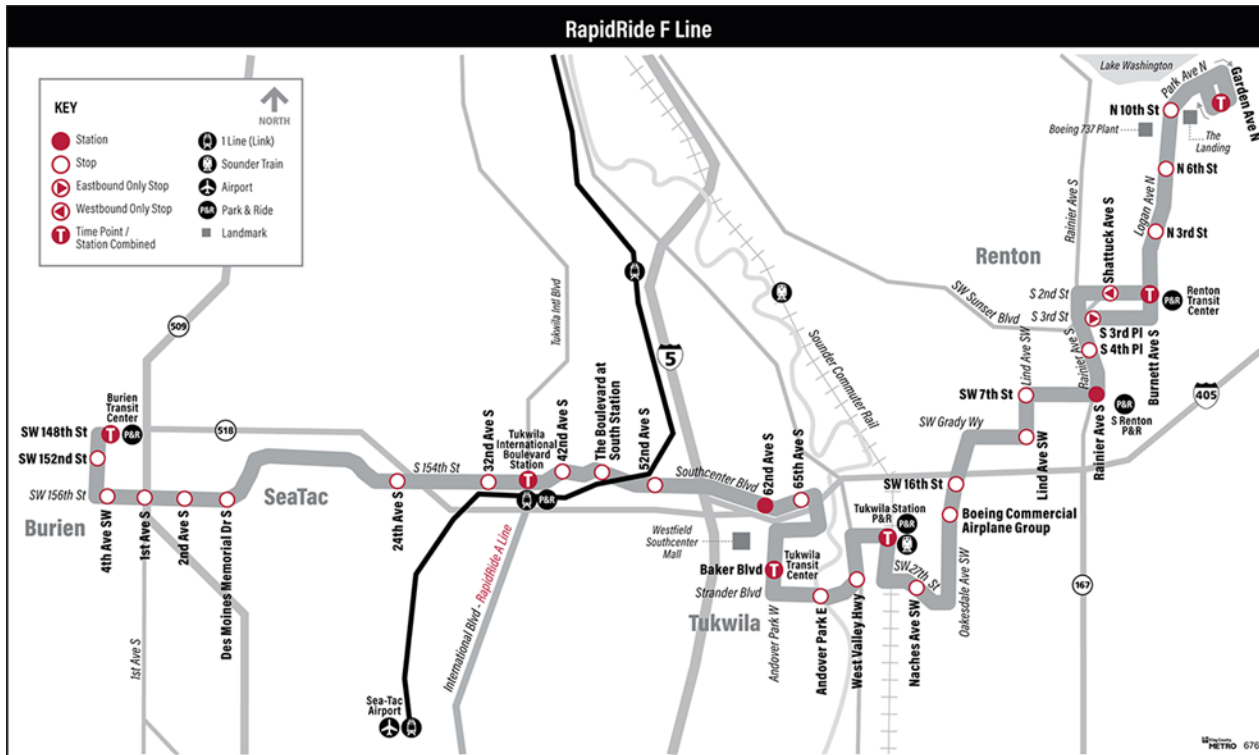 RapidRide F Line
KEY
NORTH
Station
Stop
Eastbound Only Stop
Westbound Only Stop
T
Time Point /
Station Combined
1 Line (Link)
Sounder Train
Airport
P&R
Park & Ride
Landmark
Lake Washington
Park Ave N
Garden Ave N
T
N 10th St
Boeing 737 Plant
The
Landing
N 6th St
Logan Ave N
N 3rd St
Rainier Ave S
Shattuck Ave S
Renton
S 2nd St
T
P&R
Renton
Transit
Center
S 3rd St
S 3rd Pl
S 4th Pl
Rainier Ave S
Burnett Ave S
SW Sunset Blvd
Lind Ave SW
SW 7th St
P&R
S Renton
P&R
Rainier Ave S
405
SW Grady Wy
Lind Ave SW
167
SW 16th St
Boeing Commercial
Airplane Group
Oakesdale Ave SW
Sounder Commuter Rail
Tukwila Station
P&R
P&R
T
SW 27th St
Naches Ave SW
West Valley Hwy
Andover Park E
Strander Blvd
Andover Park W
Tukwila
Baker Blvd
T
Tukwila
Transit
Center
Westfield
Southcenter
Mall
62nd Ave S
65th Ave S
Southcenter Blvd
5
52nd Ave S
The Boulevard at
South Station
42nd Ave S
Tukwila
International
Boulevard
Station
T
P&R
Tukwila Intl Blvd
32nd Ave S
S 154th St
24th Ave S
International Blvd - RapidRide A Line
Sea-Tac
Airport
SeaTac
509
518
Burien
Transit
Center
SW 148th St
T
P&R
SW 152nd St
SW 156th St
Burien
4th Ave SW
1st Ave S
2nd Ave S
Des Moines Memorial Dr S
1st Ave S
King County
METRO